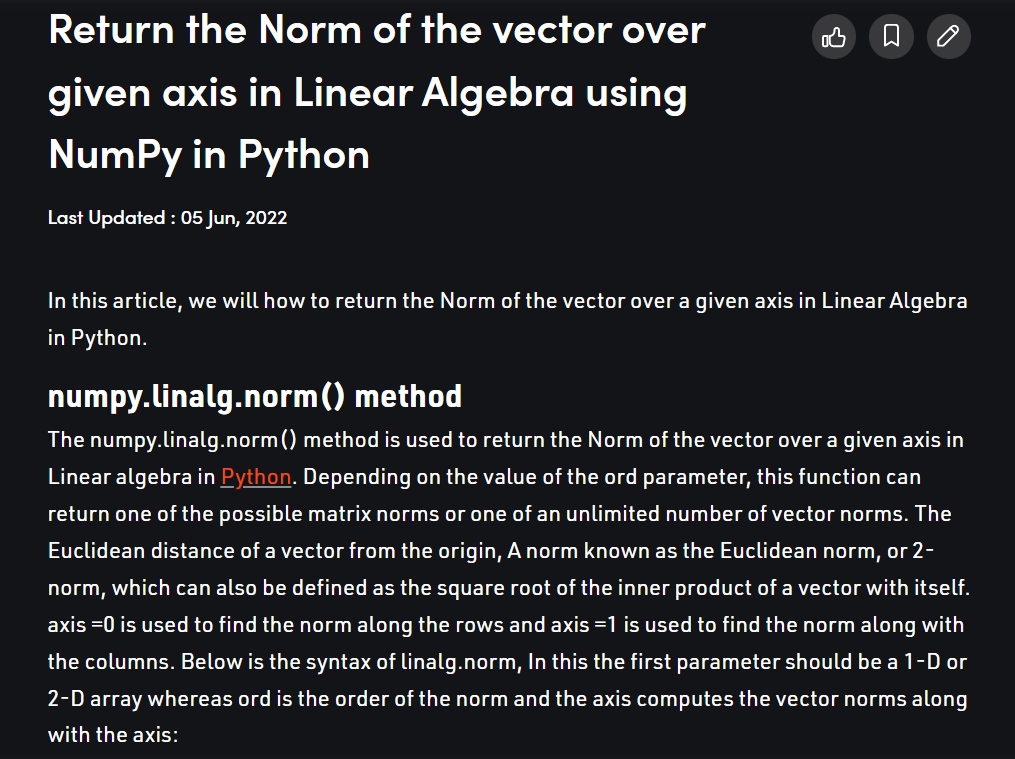 Return the Norm of the vector over
given axis in Linear Algebra using
NumPy in Python
Last Updated : 05 Jun, 2022
In this article, we will how to return the Norm of the vector over a given axis in Linear Algebra
in Python.
numpy.linalg.norm() method
The numpy.linalg.norm() method is used to return the Norm of the vector over a given axis in
Linear algebra in Python. Depending on the value of the ord parameter, this function can
return one of the possible matrix norms or one of an unlimited number of vector norms. The
Euclidean distance of a vector from the origin, A norm known as the Euclidean norm, or 2-
norm, which can also be defined as the square root of the inner product of a vector with itself.
axis =0 is used to find the norm along the rows and axis =1 is used to find the norm along with
the columns. Below is the syntax of linalg.norm, In this the first parameter should be a 1-D or
2-D array whereas ord is the order of the norm and the axis computes the vector norms along
with the axis: